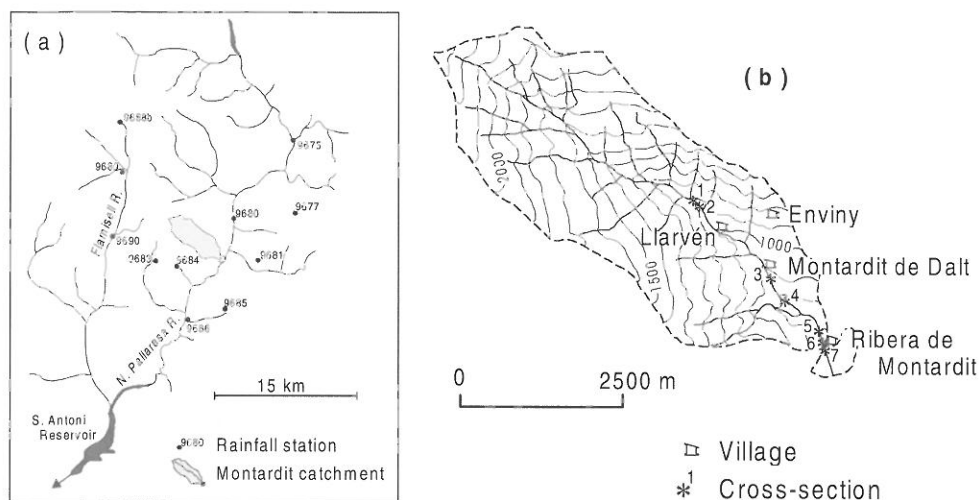 (a)
9688b
9675
9677
9680
Flamisell R.
9690
9683
9684
9681
9685
9686
N. Pallaresa R.
15 km
S. Antoni
Reservoir
9680 Rainfall station
Montardit catchment
(b)
2000
1
2
Enviny
Llarvén
1000
1500
Montardit de Dalt
3
4
5
6
7
Ribera de
Montardit
0
2500 m
Village
1
Cross-section